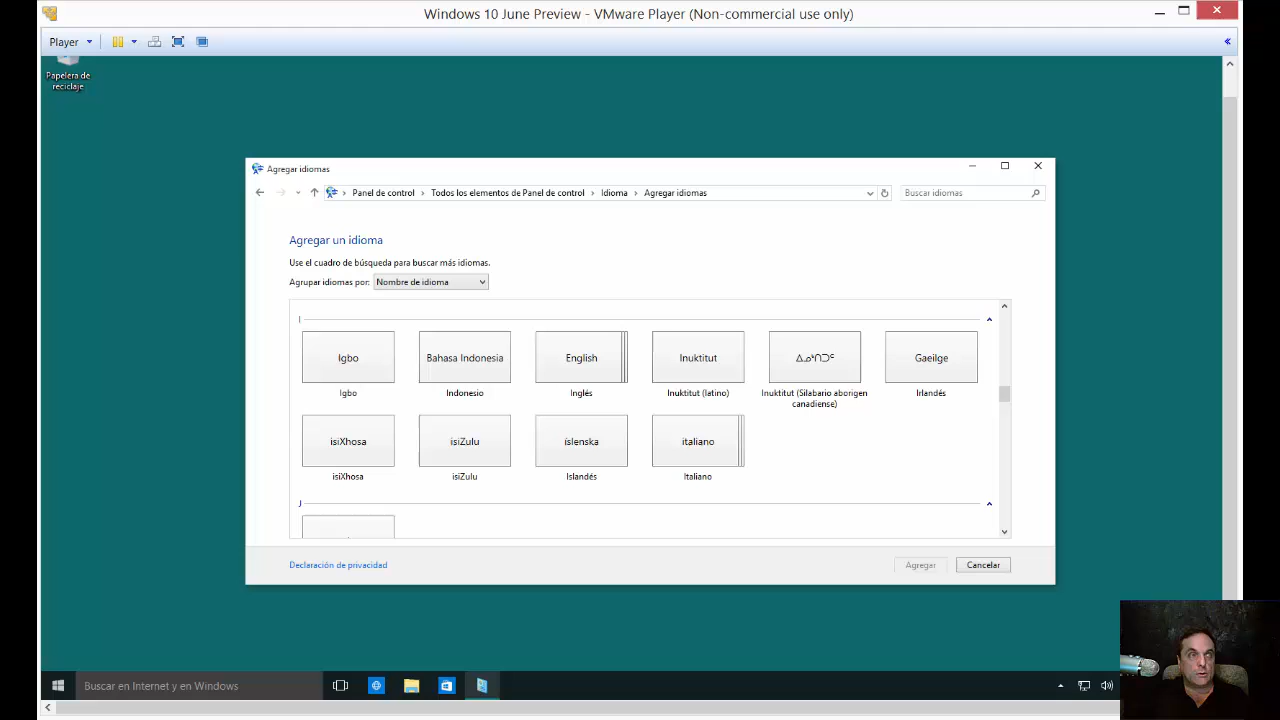 Windows 10 June Preview - VMware Player (Non-commercial use only)
Player
Papelera de
reciclaje
Agregar idiomas
Panel de control
Todos los elementos de Panel de control
Idioma
Agregar idiomas
Buscar idiomas
Agregar un idioma
Use el cuadro de búsqueda para buscar más idiomas.
Agrupar idiomas por: Nombre de idioma
I
Igbo
Bahasa Indonesia
English
Inuktitut
ᐃᓄᒃᑎᑐᑦ
Gaeilge
Igbo
Indonesio
Inglés
Inuktitut (latino)
Inuktitut (Silabario aborigen
canadiense)
Irlandés
isiXhosa
isiZulu
íslenska
italiano
isiXhosa
isiZulu
Islandés
Italiano
J
Declaración de privacidad
Agregar
Cancelar
Buscar en Internet y en Windows